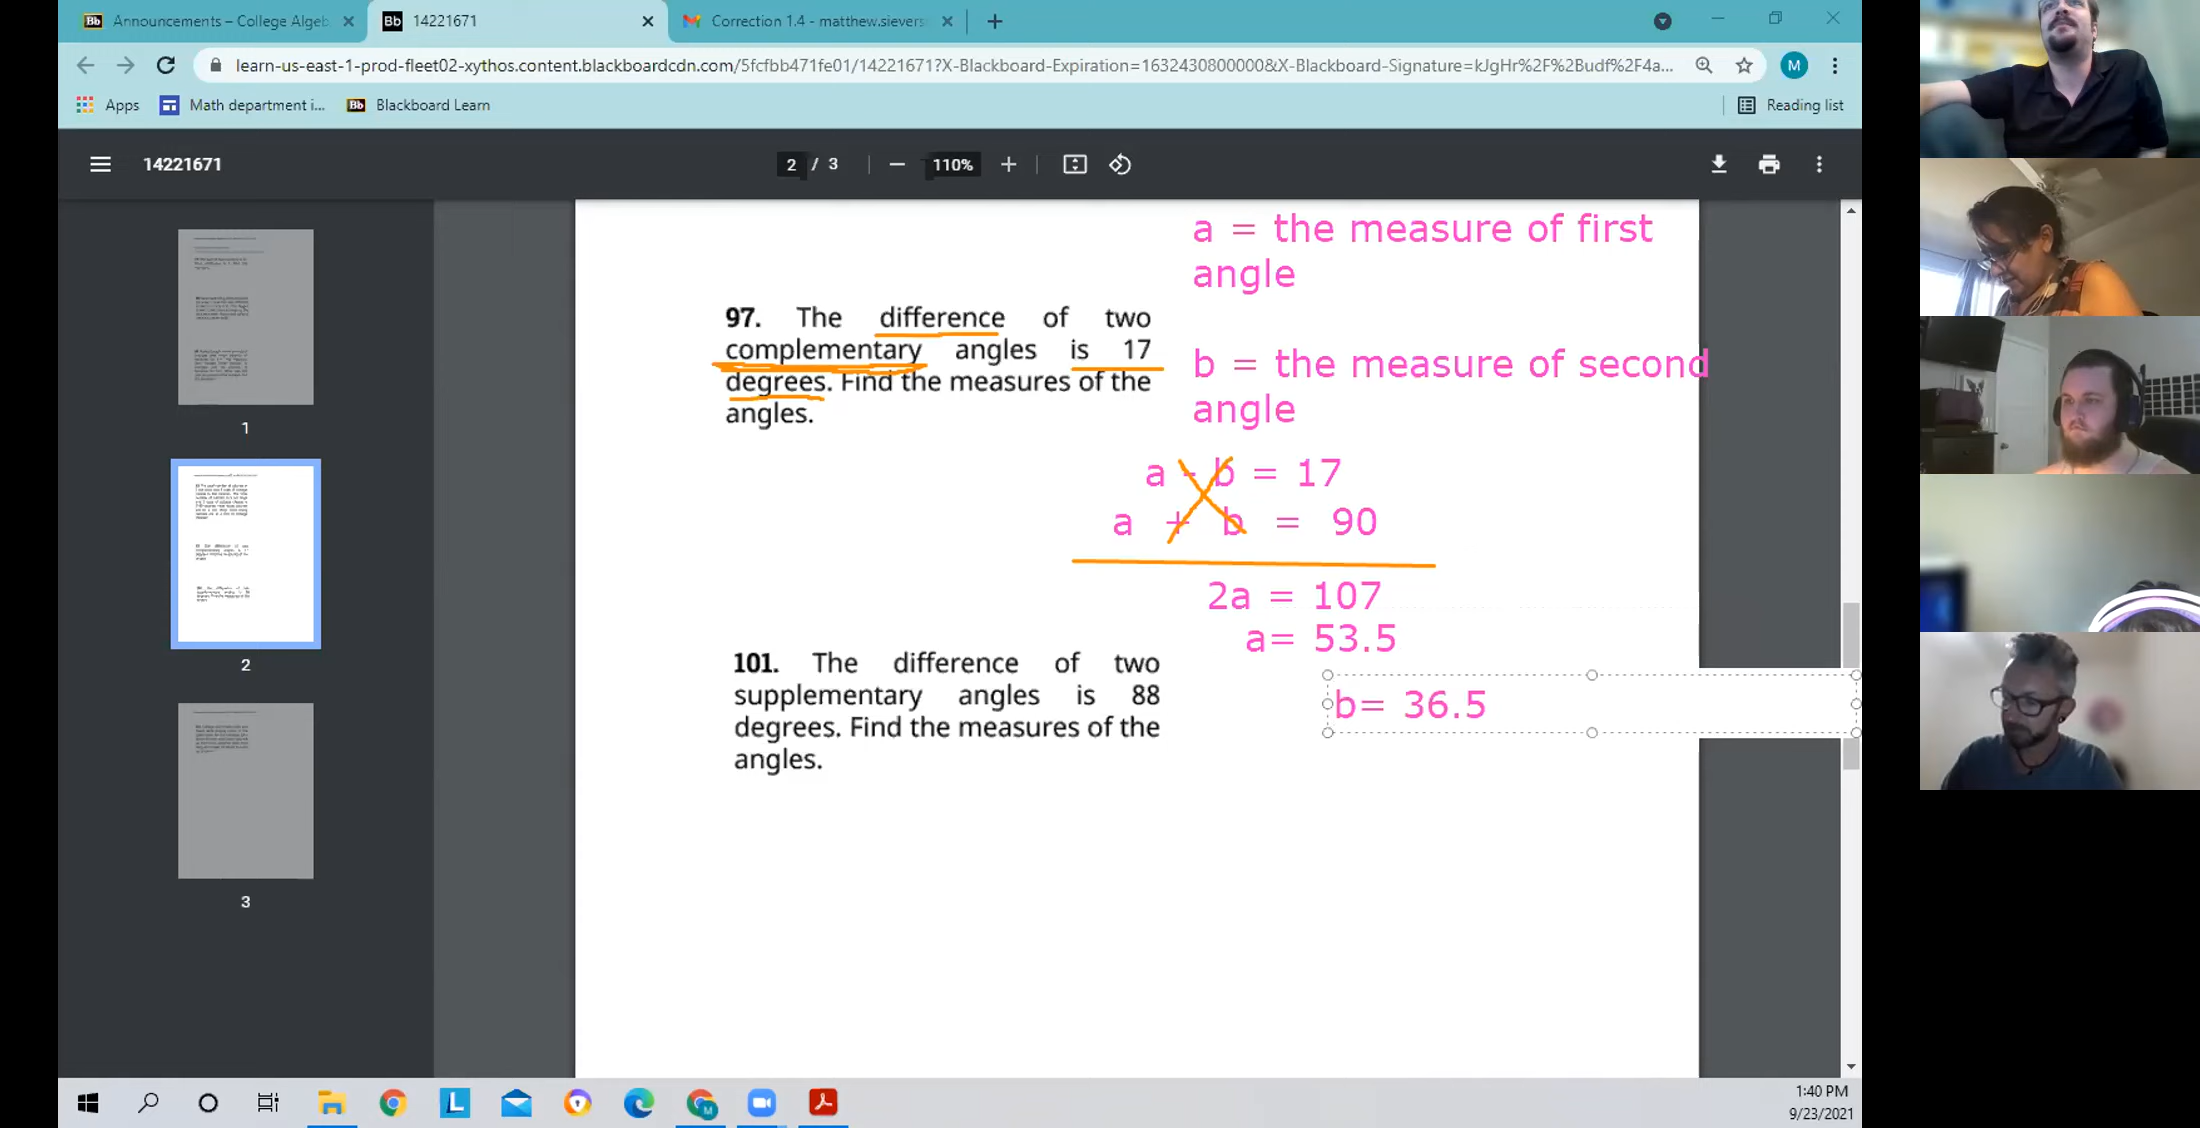 Announcements – College Algeb
14221671
Correction 1.4 - matthew.sievers
learn-us-east-1-prod-fleet02-xythos.content.blackboardcdn.com/5fcfbb471fe01/14221671?X-Blackboard-Expiration=1632430800000&X-Blackboard-Signature=kJgHr%2F%2Budf%2F4a...
M
Apps
Math department i...
Bb
Blackboard Learn
Reading list
14221671
2 / 3
110%
a = the measure of first
angle
97. The difference of two
complementary angles is 17
degrees. Find the measures of the
angles.
b = the measure of second
angle
a - b = 17
a + b = 90
2a = 107
a= 53.5
b= 36.5
101. The difference of two
supplementary angles is 88
degrees. Find the measures of the
angles.
1
2
3
1:40 PM
9/23/2021